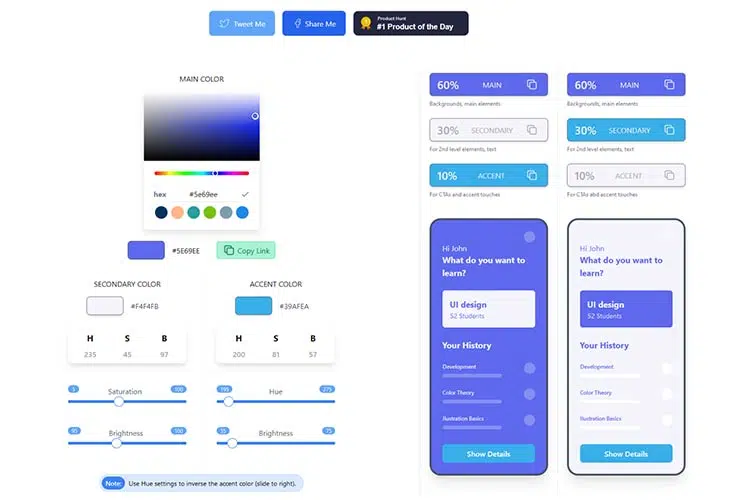 Tweet Me
Share Me
Product Hunt
#1 Product of the Day
MAIN COLOR
hex #5e69ee
#5E69EE
Copy Link
SECONDARY COLOR
#F4F4FB
H S B
235 45 97
5 Saturation 100
95 Brightness 100
ACCENT COLOR
#39AFEA
H S B
200 81 57
195 Hue 275
55 Brightness 75
Note: Use Hue settings to inverse the accent color (slide to right).
60% MAIN
Backgrounds, main elements
30% SECONDARY
For 2nd level elements, text
10% ACCENT
For CTAs and accent touches
Hi John
What do you want to
learn?
UI design
52 Students
Your History
Development
Color Theory
Ilustration Basics
Show Details
60% MAIN
Backgrounds, main elements
30% SECONDARY
For 2nd level elements, text
10% ACCENT
For CTAs abd accent touches
Hi John
What do you want to
learn?
UI design
52 Students
Your History
Development
Color Theory
Ilustration Basics
Show Details